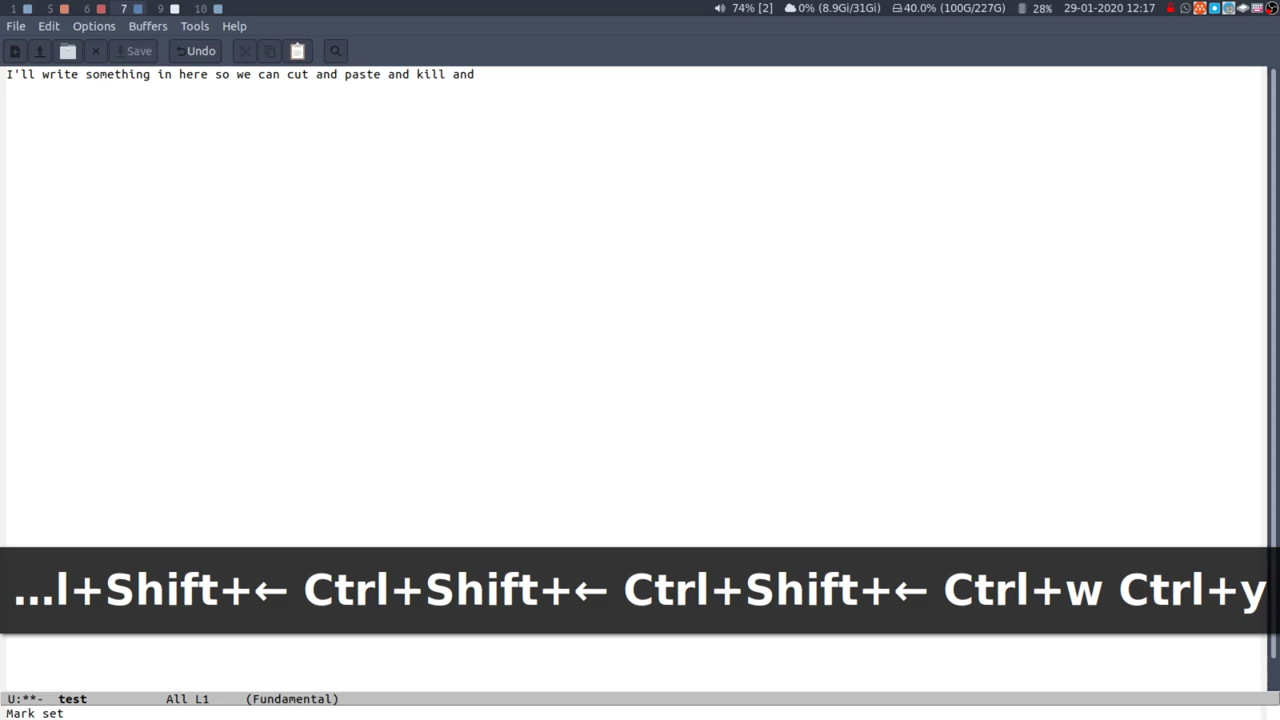 1 5 6 7 9 10 74% [2] 0% (8.9Gi/31Gi) 40.0% (100G/227G) 28% 29-01-2020 12:17
File Edit Options Buffers Tools Help
Save Undo
I'll write something in here so we can cut and paste and kill and
...l+Shift+← Ctrl+Shift+← Ctrl+Shift+← Ctrl+w Ctrl+y
U:**- test All L1 (Fundamental)
Mark set